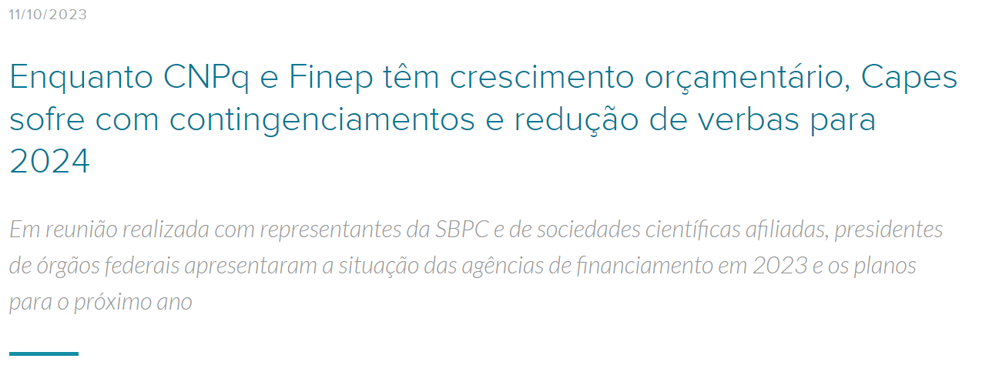 11/10/2023
Enquanto CNPq e Finep têm crescimento orçamentário, Capes
sofre com contingenciamentos e redução de verbas para
2024
Em reunião realizada com representantes da SBPC e de sociedades científicas afiliadas, presidentes
de órgãos federais apresentaram a situação das agências de financiamento em 2023 e os planos
para o próximo ano